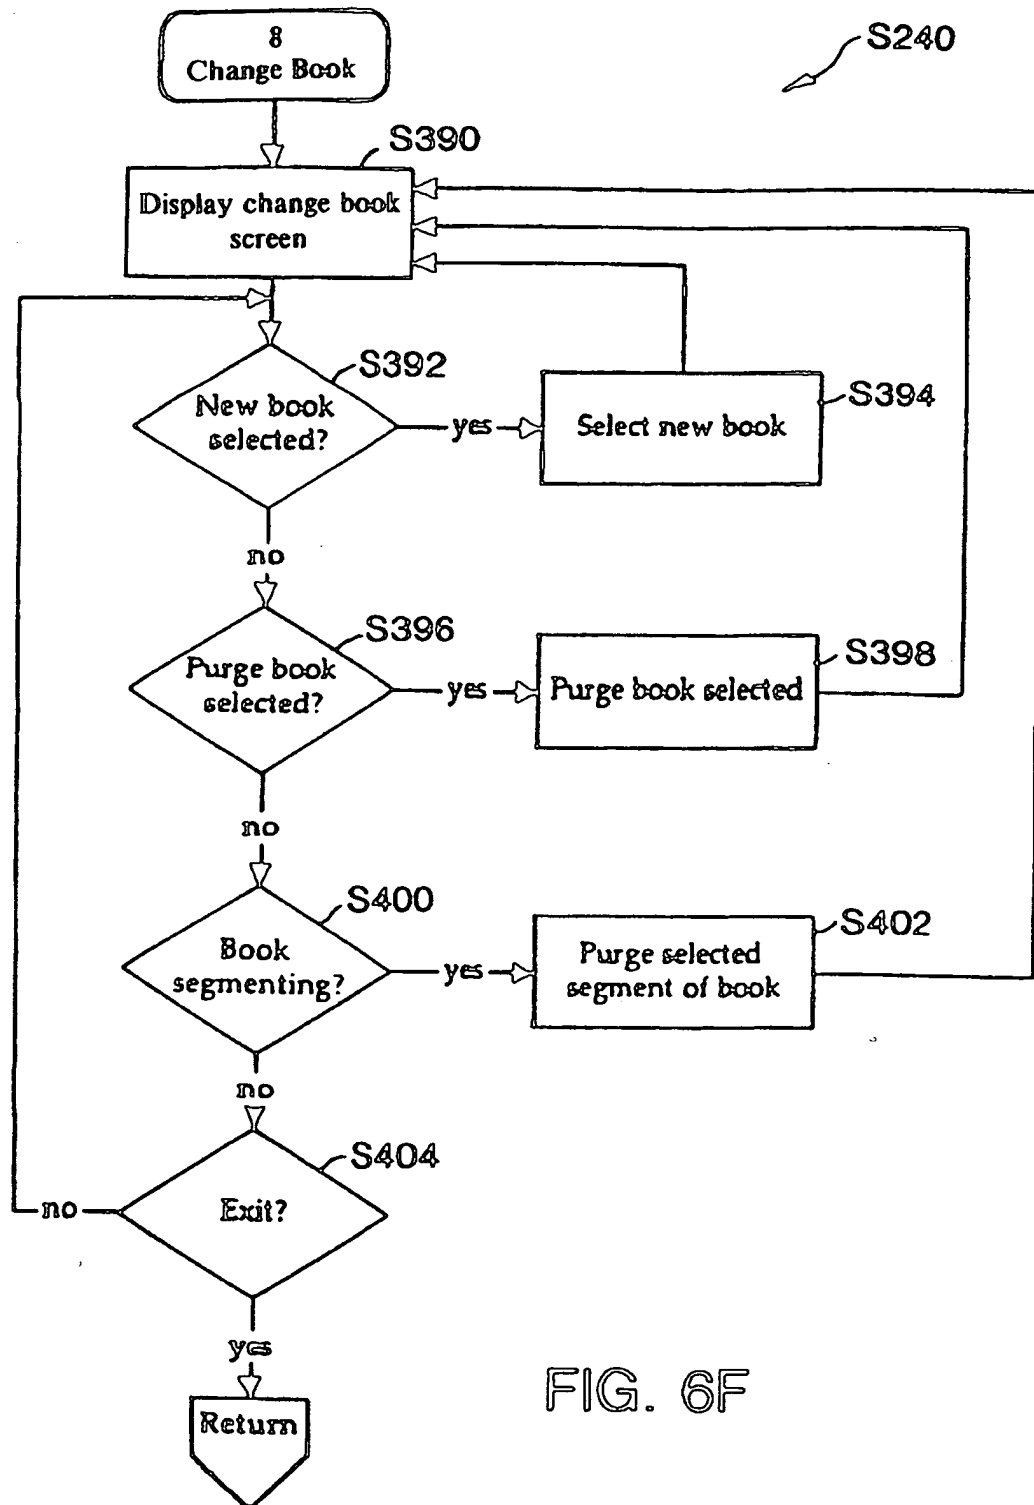 8
Change Book
S240
S390
Display change book
screen
S392
New book
selected?
yes
Select new book
S394
no
S396
Purge book
selected?
yes
Purge book selected
S398
no
S400
Book
segmenting?
yes
Purge selected
segment of book
S402
no
S404
Exit?
no
yes
Return
FIG. 6F